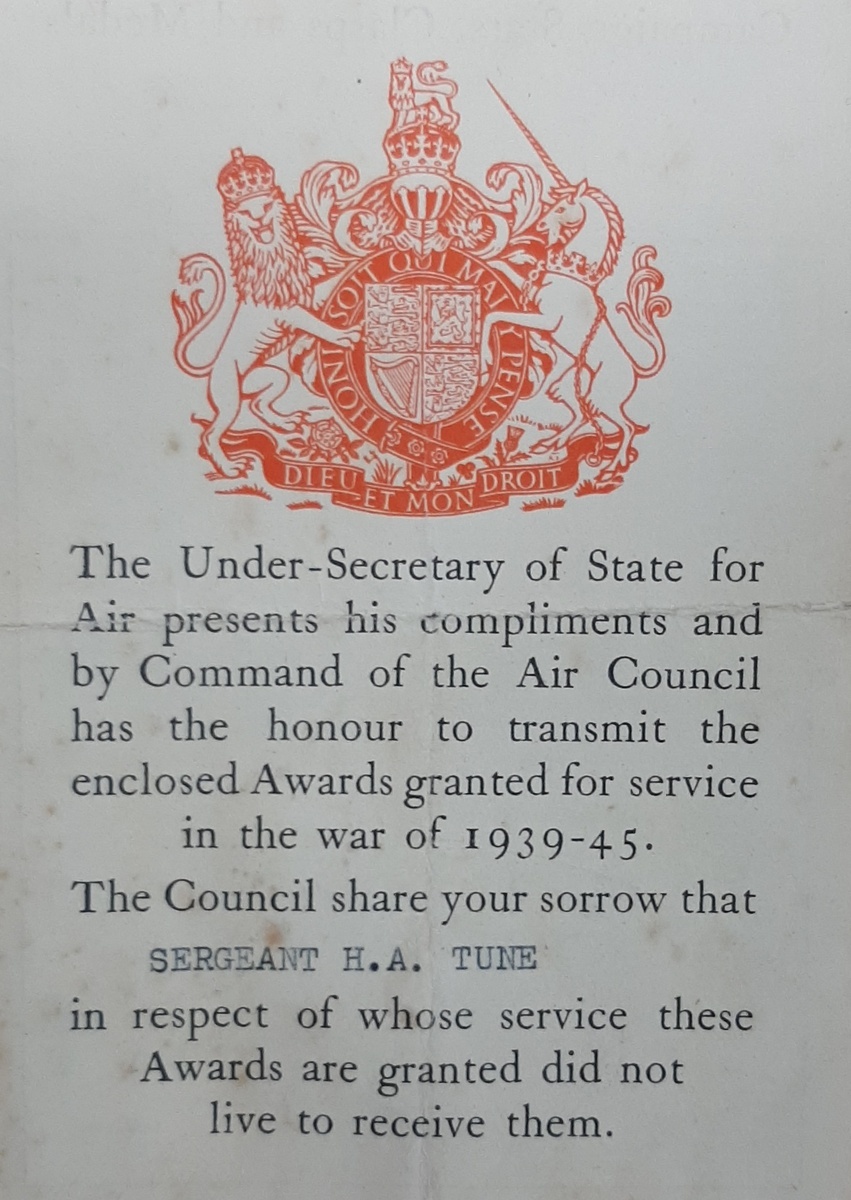 HONI SOIT QUI MAL Y PENSE
DIEU ET MON DROIT
The Under-Secretary of State for
Air presents his compliments and
by Command of the Air Council
has the honour to transmit the
enclosed Awards granted for service
in the war of 1939-45.
The Council share your sorrow that
SERGEANT H.A. TUNE
in respect of whose service these
Awards are granted did not
live to receive them.